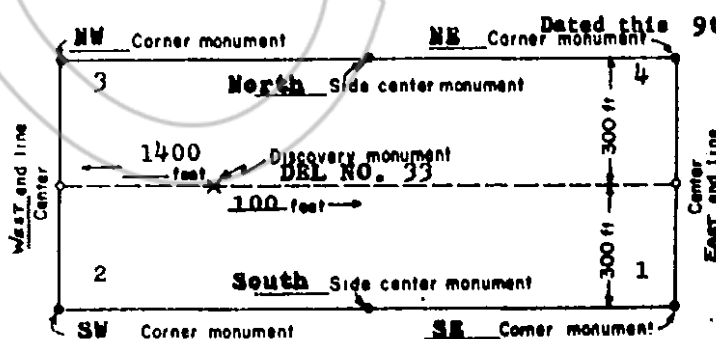 Dated this 9
NW Corner monument
NE Corner monument
3
North Side center monument
4
300 ft
1400 feet
Discovery monument
DEL NO. 33
WEST end line
Center
Center
EAST end line
100 feet
300 ft
2
South Side center monument
1
SW Corner monument
SE Corner monument